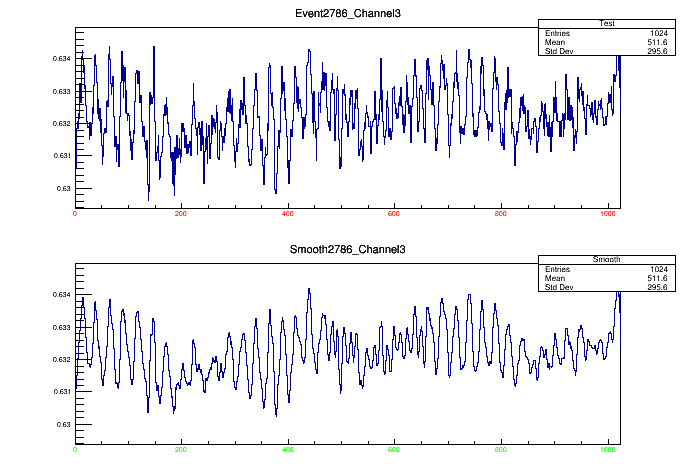 Event2786_Channel3
Test
Entries 1024
Mean 511.6
Std Dev 295.6
0.634
0.633
0.632
0.631
0.63
0 200 400 600 800 1000
Smooth2786_Channel3
Smooth
Entries 1024
Mean 511.6
Std Dev 295.6
0.634
0.633
0.632
0.631
0.63
0 200 400 600 800 1000